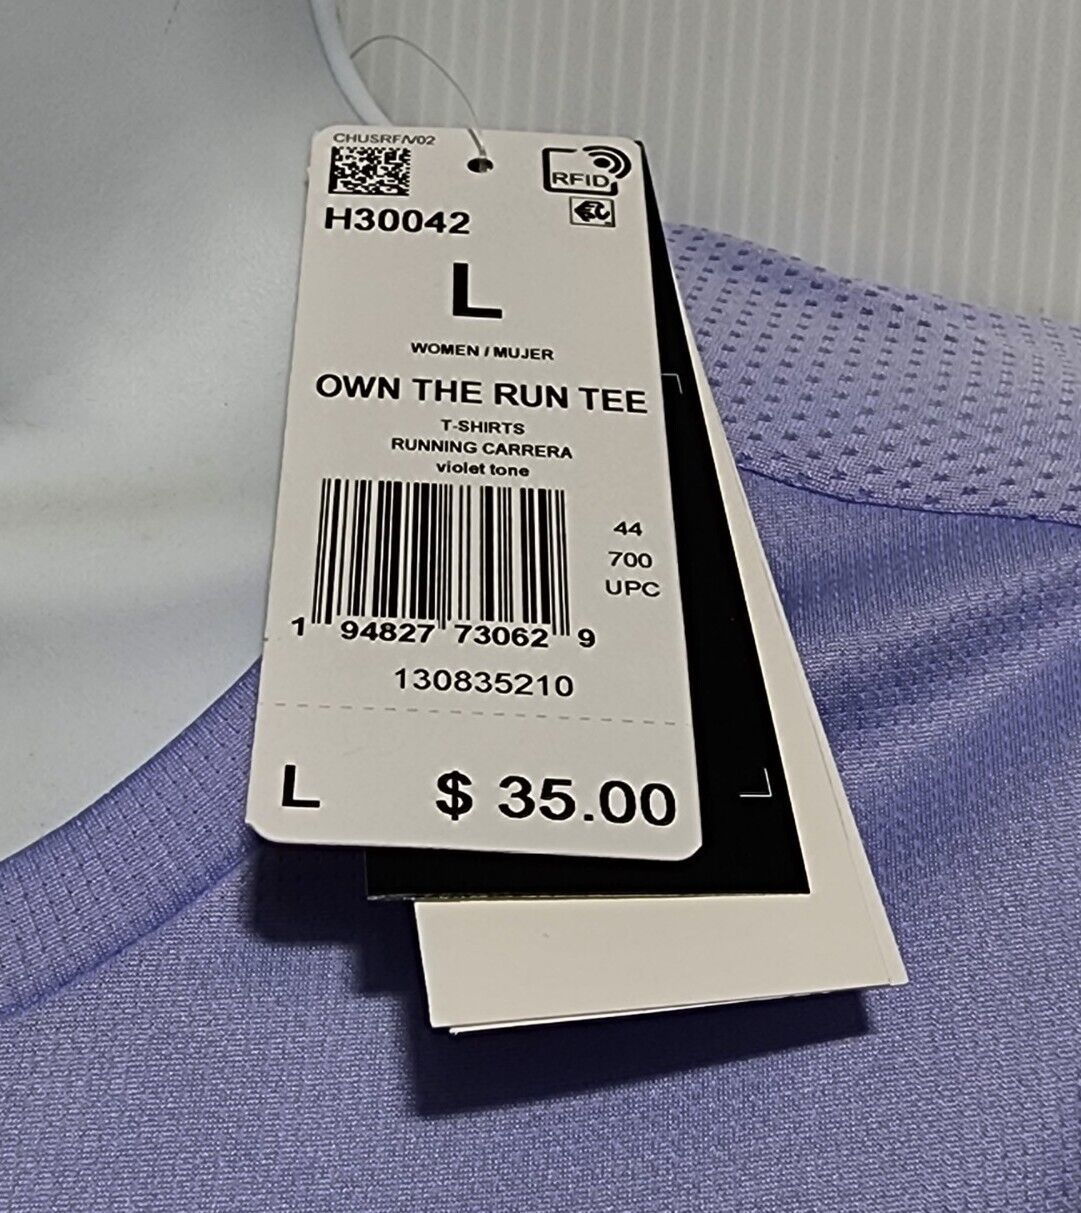 CHUSRF/V02
RFID
H30042
L
WOMEN / MUJER
OWN THE RUN TEE
T-SHIRTS
RUNNING CARRERA
violet tone
44
700
UPC
1 94827 73062 9
130835210
L $ 35.00